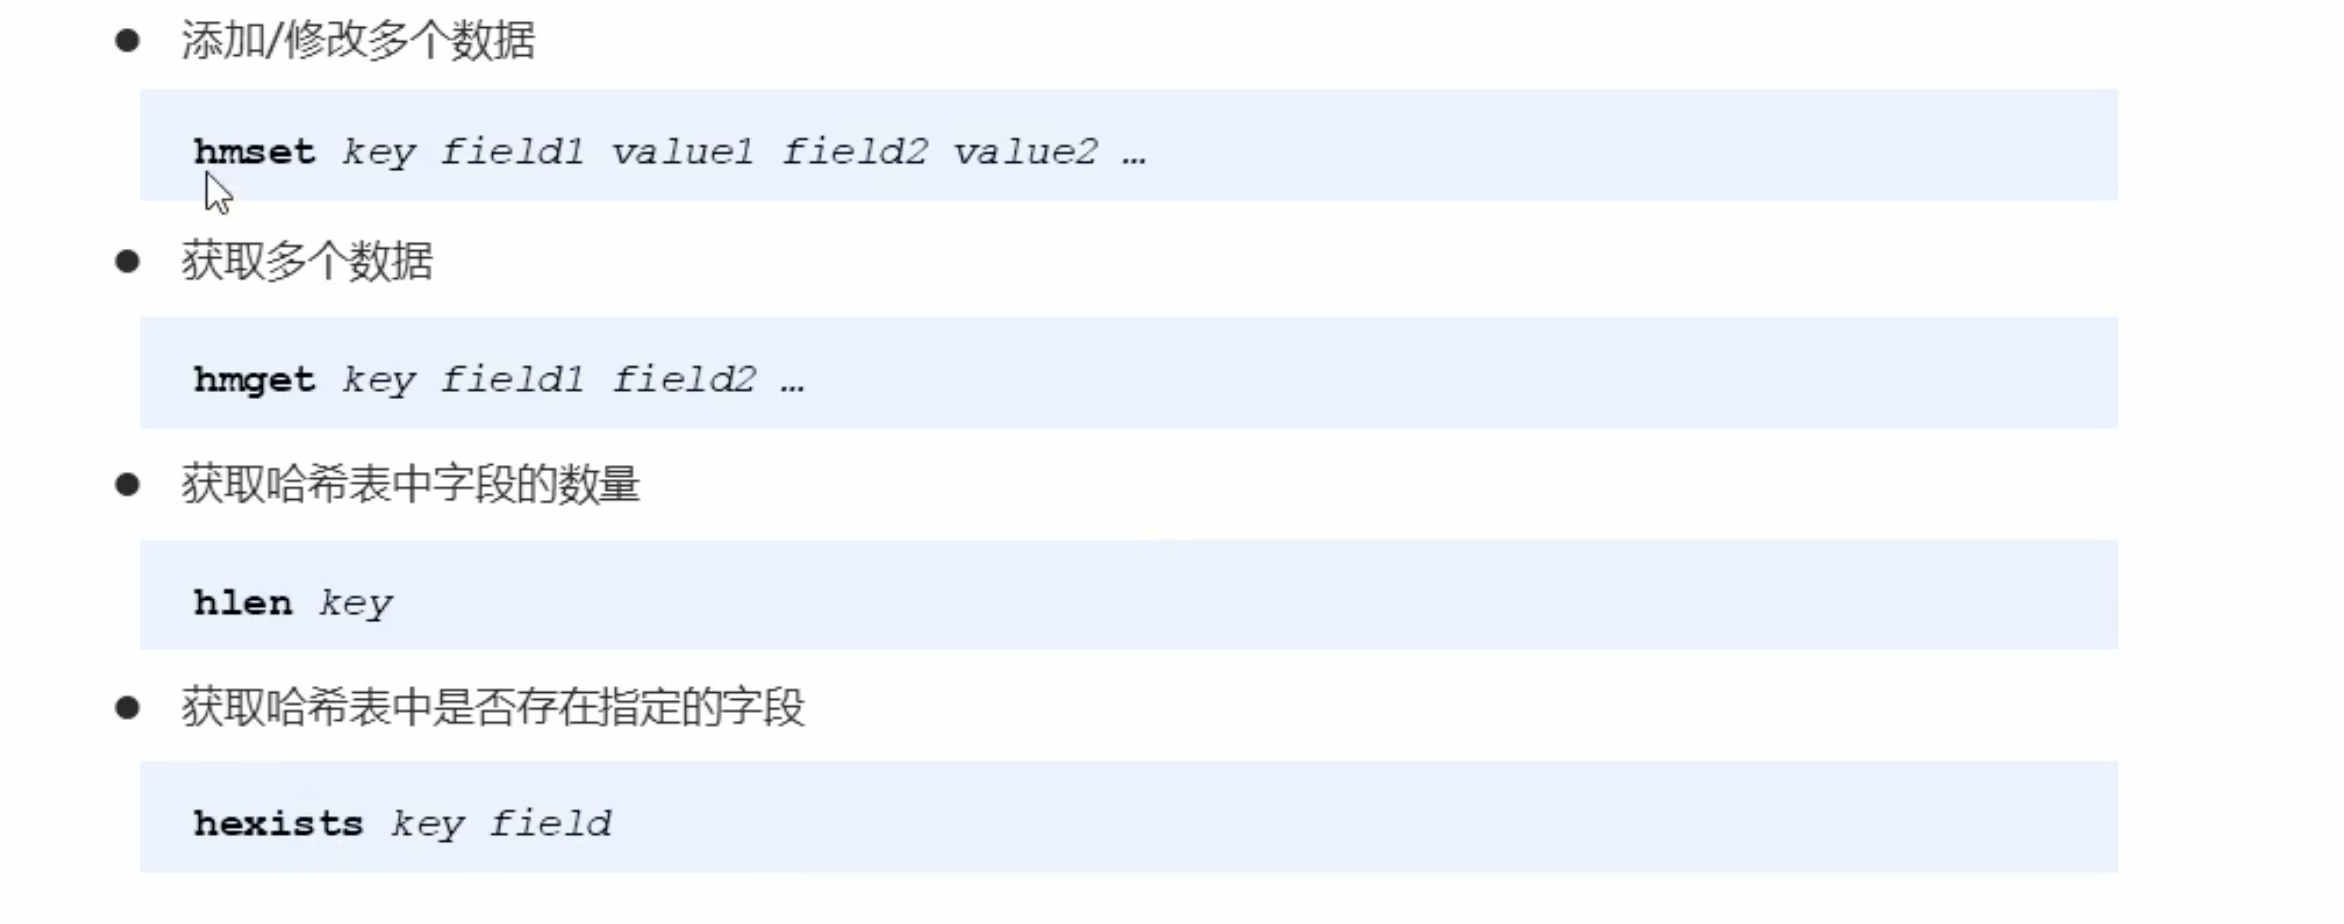 ● 添加/修改多个数据
hmset key field1 value1 field2 value2 …
● 获取多个数据
hmget key field1 field2 …
● 获取哈希表中字段的数量
hlen key
● 获取哈希表中是否存在指定的字段
hexists key field